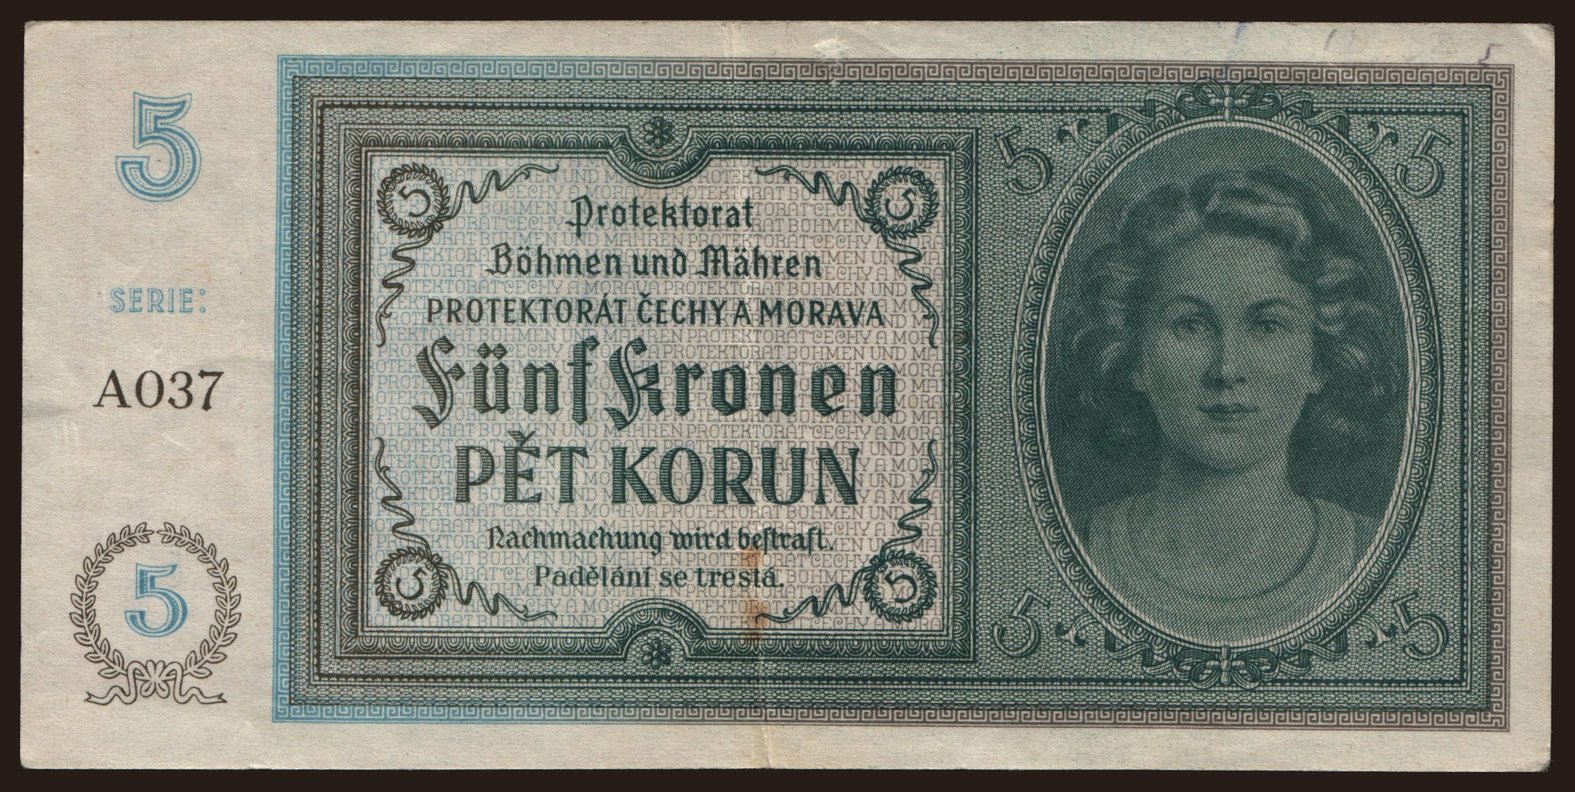 5
SERIE:
A037
5
5
5
Protektorat
Böhmen und Mähren
PROTEKTORÁT ČECHY A MORAVA
Fünf Kronen
PĚT KORUN
Nachmachung wird bestraft.
Padělání se trestá.
5
5
5
5
5
5
5